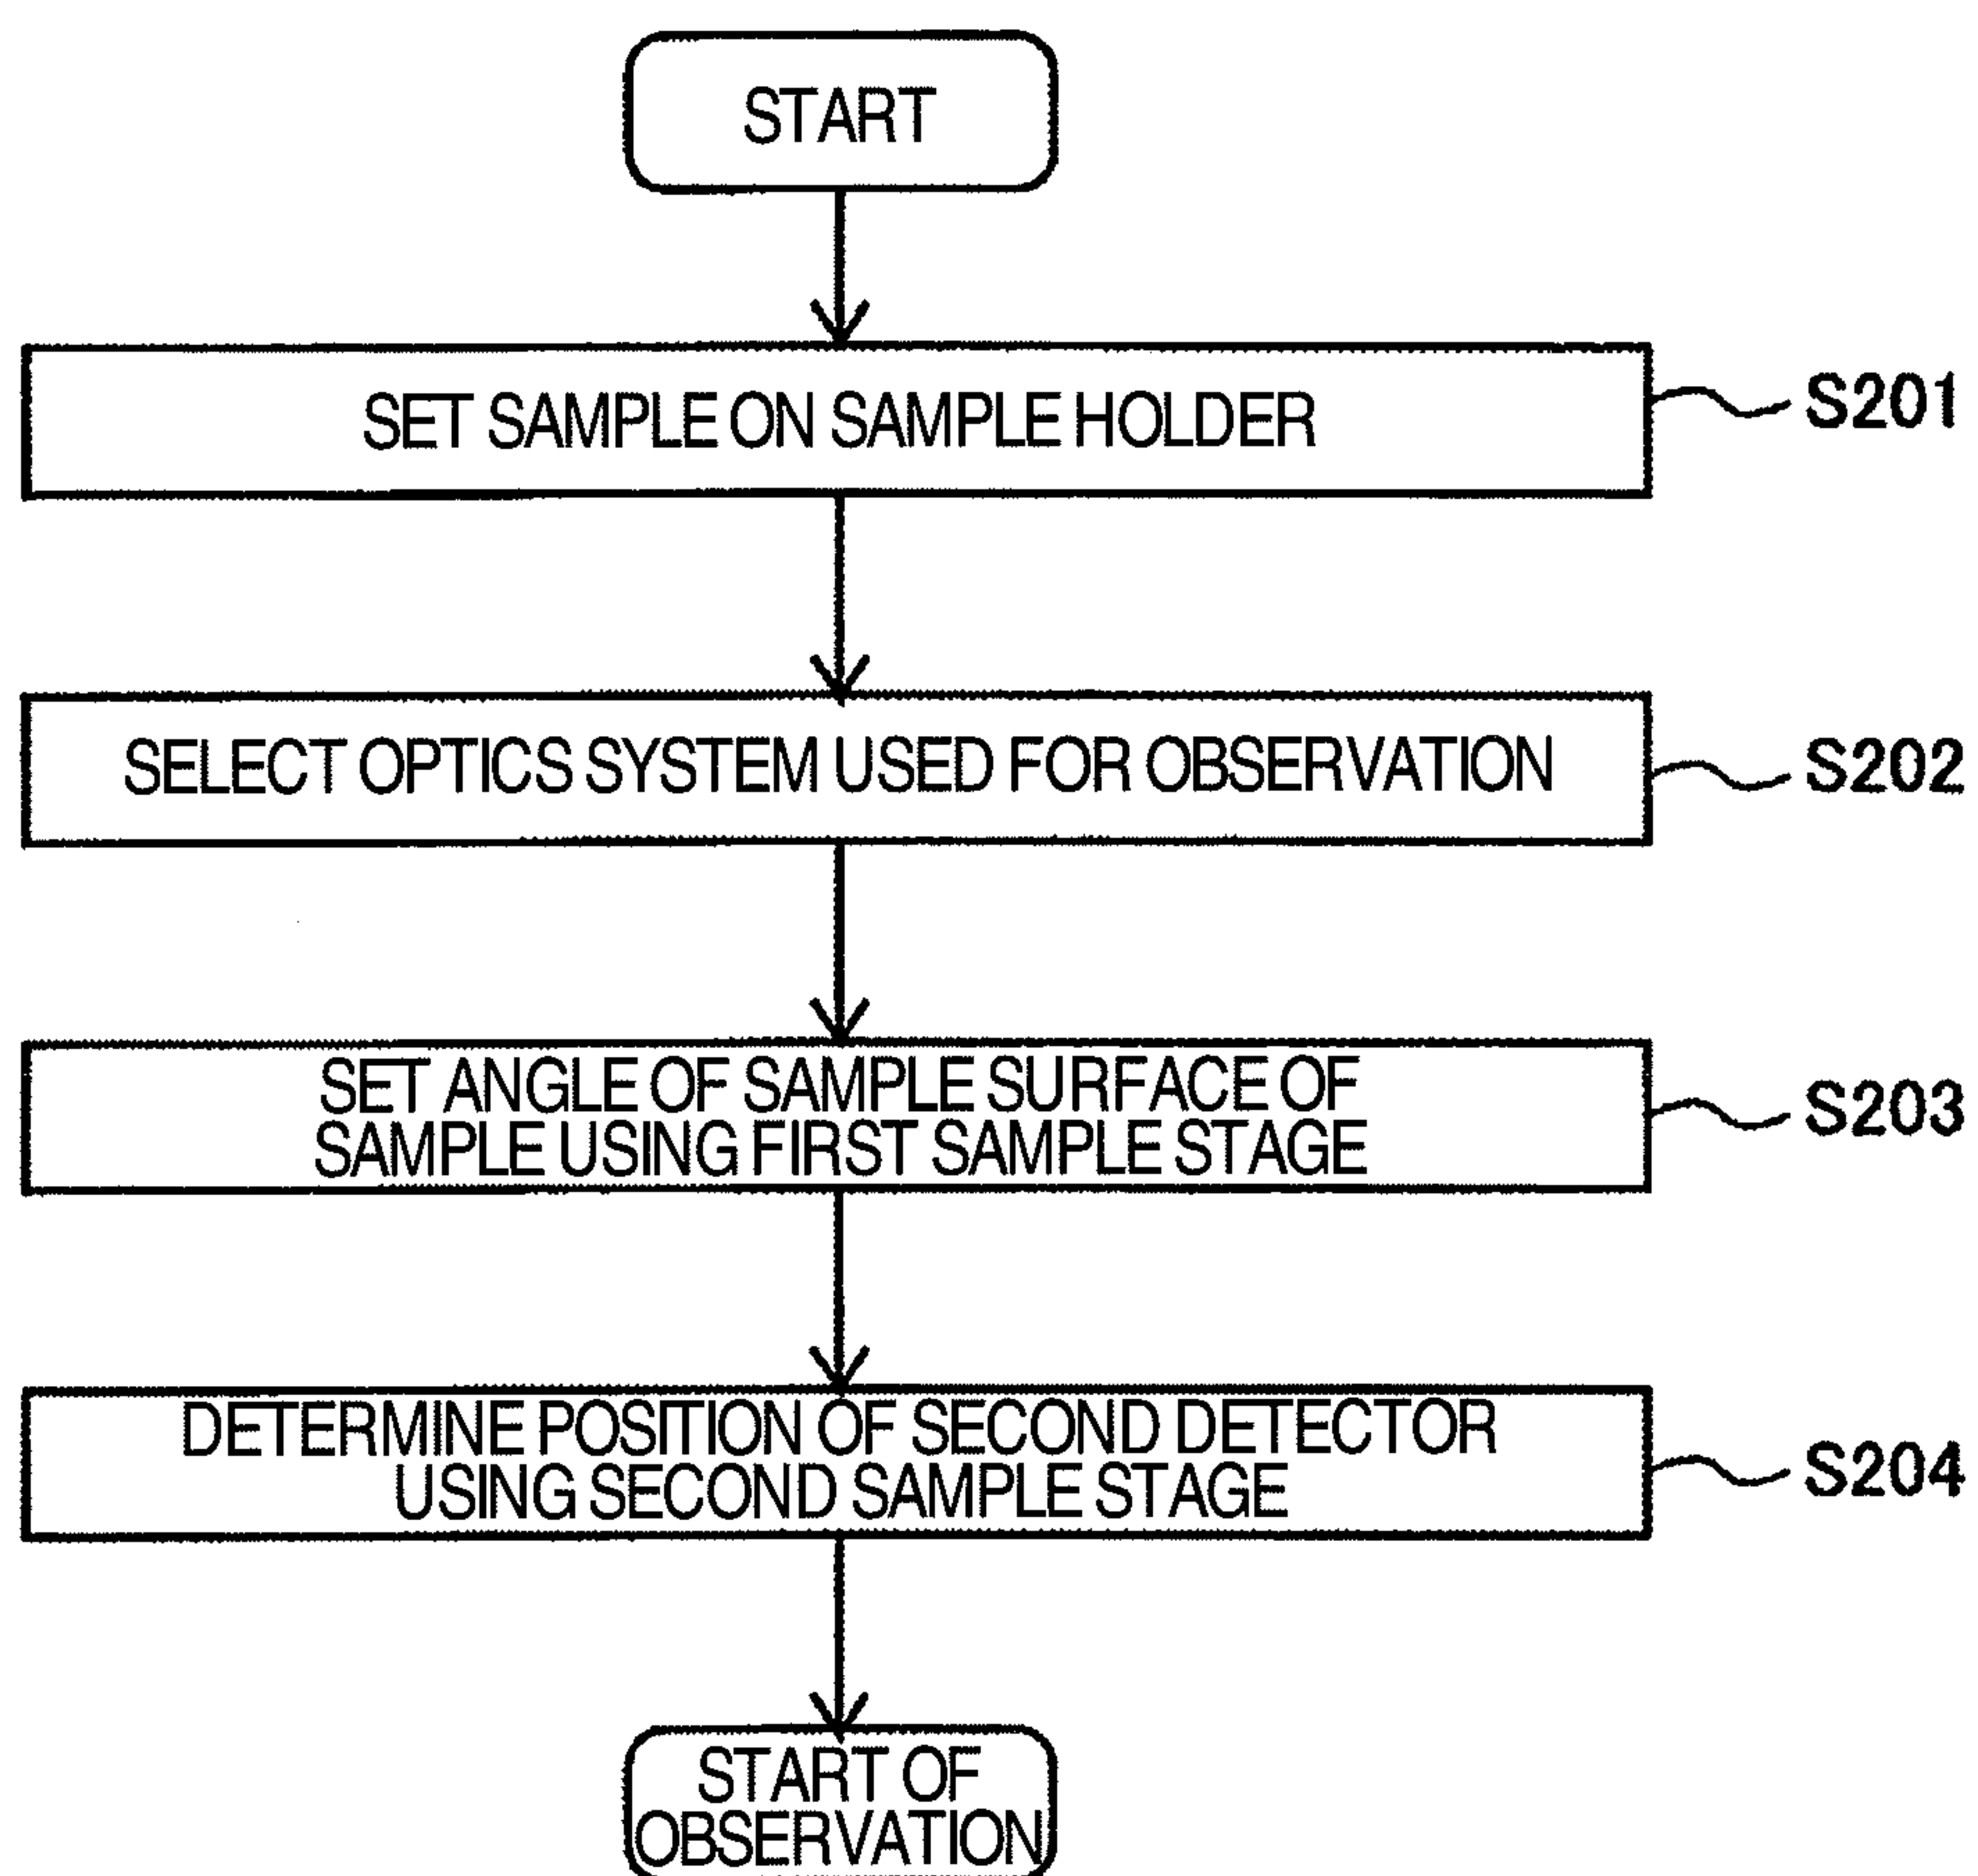 START
SET SAMPLE ON SAMPLE HOLDER
S201
SELECT OPTICS SYSTEM USED FOR OBSERVATION
S202
SET ANGLE OF SAMPLE SURFACE OF
SAMPLE USING FIRST SAMPLE STAGE
S203
DETERMINE POSITION OF SECOND DETECTOR
USING SECOND SAMPLE STAGE
S204
START OF
OBSERVATION